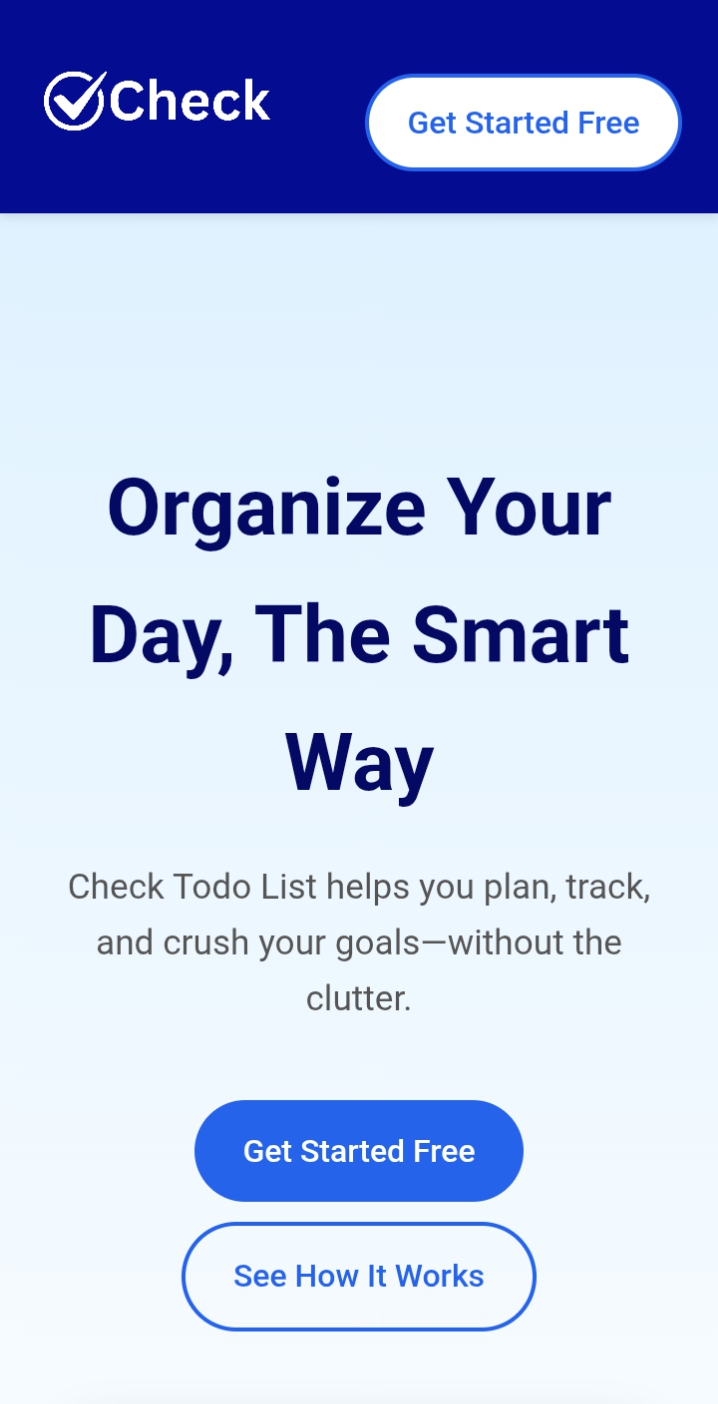 Check
Get Started Free
Organize Your
Day, The Smart
Way
Check Todo List helps you plan, track,
and crush your goals—without the
clutter.
Get Started Free
See How It Works